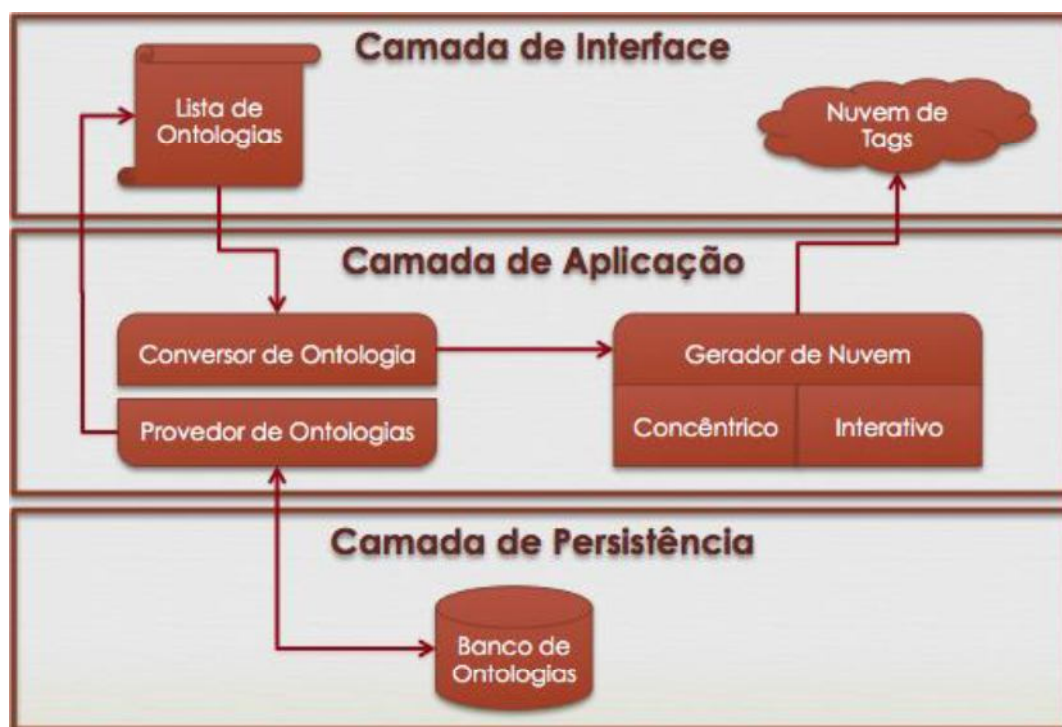 Camada de Interface
Lista de
Ontologias
Nuvem de
Tags
Camada de Aplicação
Conversor de Ontologia
Provedor de Ontologias
Gerador de Nuvem
Concêntrico
Interativo
Camada de Persistência
Banco de
Ontologias